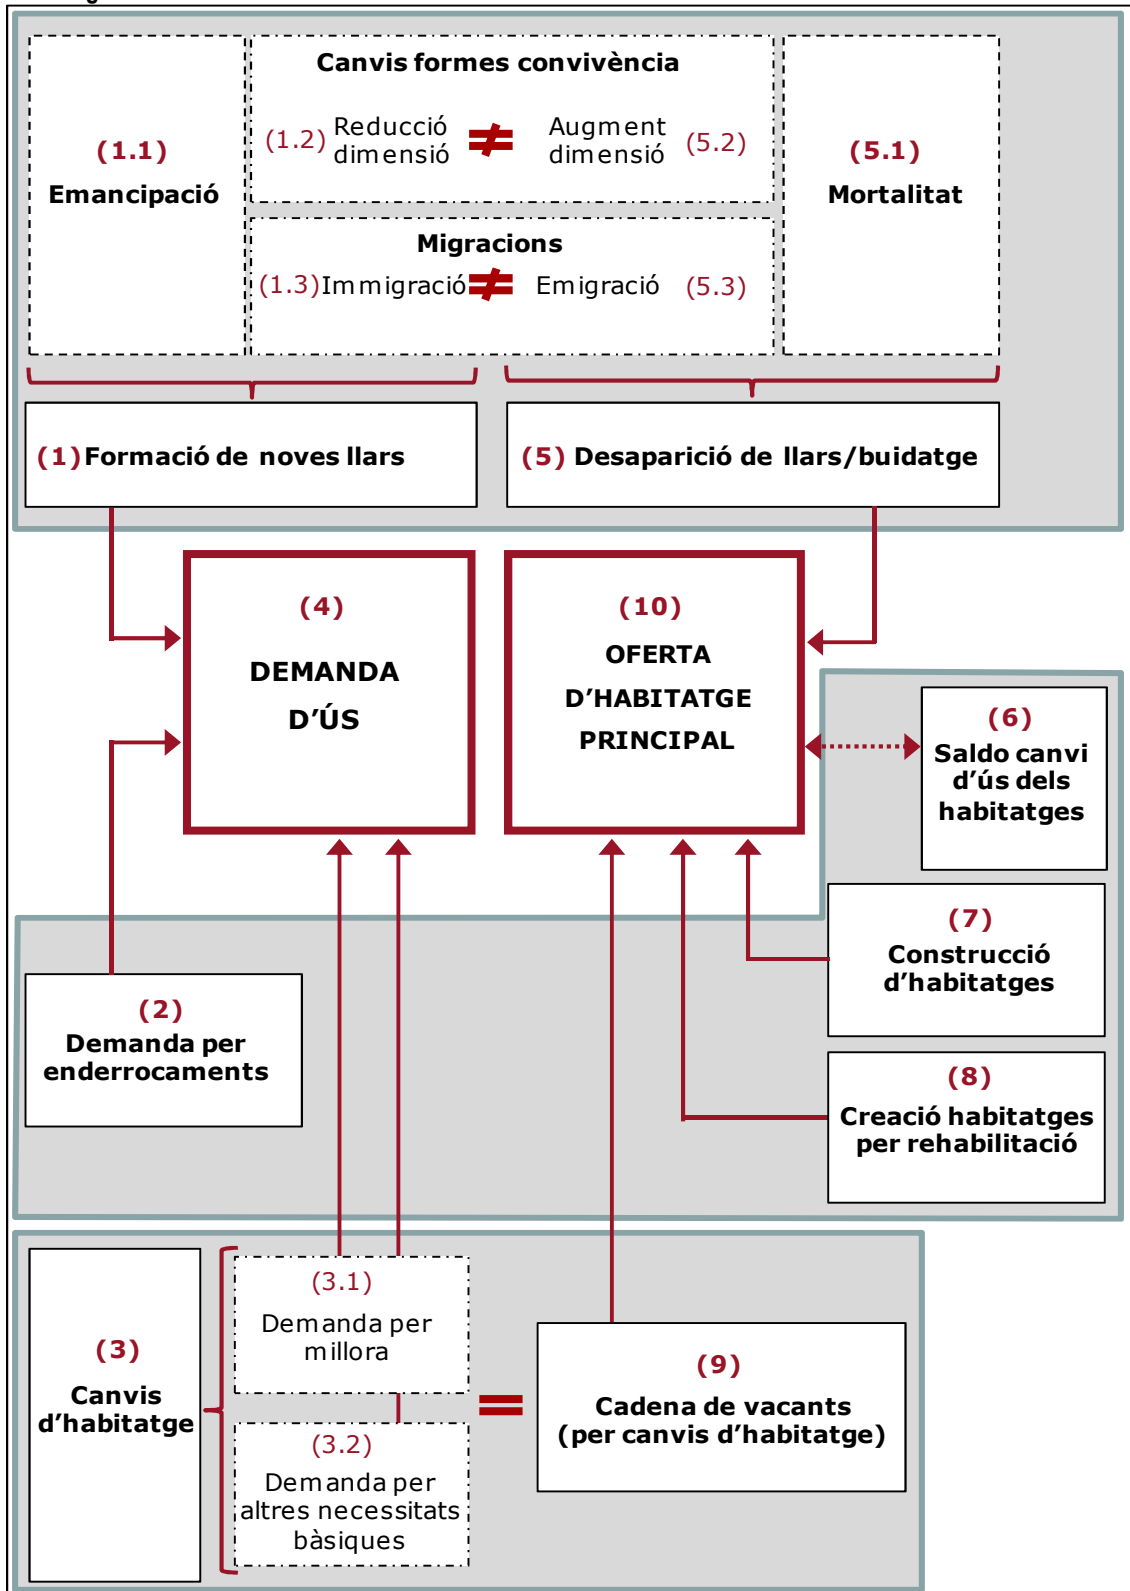 Canvis formes convivència
(1.1)
Emancipació
(1.2) Reducció
dimensió
≠
Augment
dimensió
(5.2)
(5.1)
Mortalitat
Migracions
(1.3) Immigració ≠ Emigració (5.3)
(1) Formació de noves llars
(5) Desaparició de llars/buidatge
(4)
DEMANDA
D'ÚS
(10)
OFERTA
D'HABITATGE
PRINCIPAL
(6)
Saldo canvi
d'ús dels
habitatges
(7)
Construcció
d'habitatges
(2)
Demanda per
enderrocaments
(8)
Creació habitatges
per rehabilitació
(3)
Canvis
d'habitatge
(3.1)
Demanda per
millora
(3.2)
Demanda per
altres necessitats
bàsiques
=
(9)
Cadena de vacants
(per canvis d'habitatge)